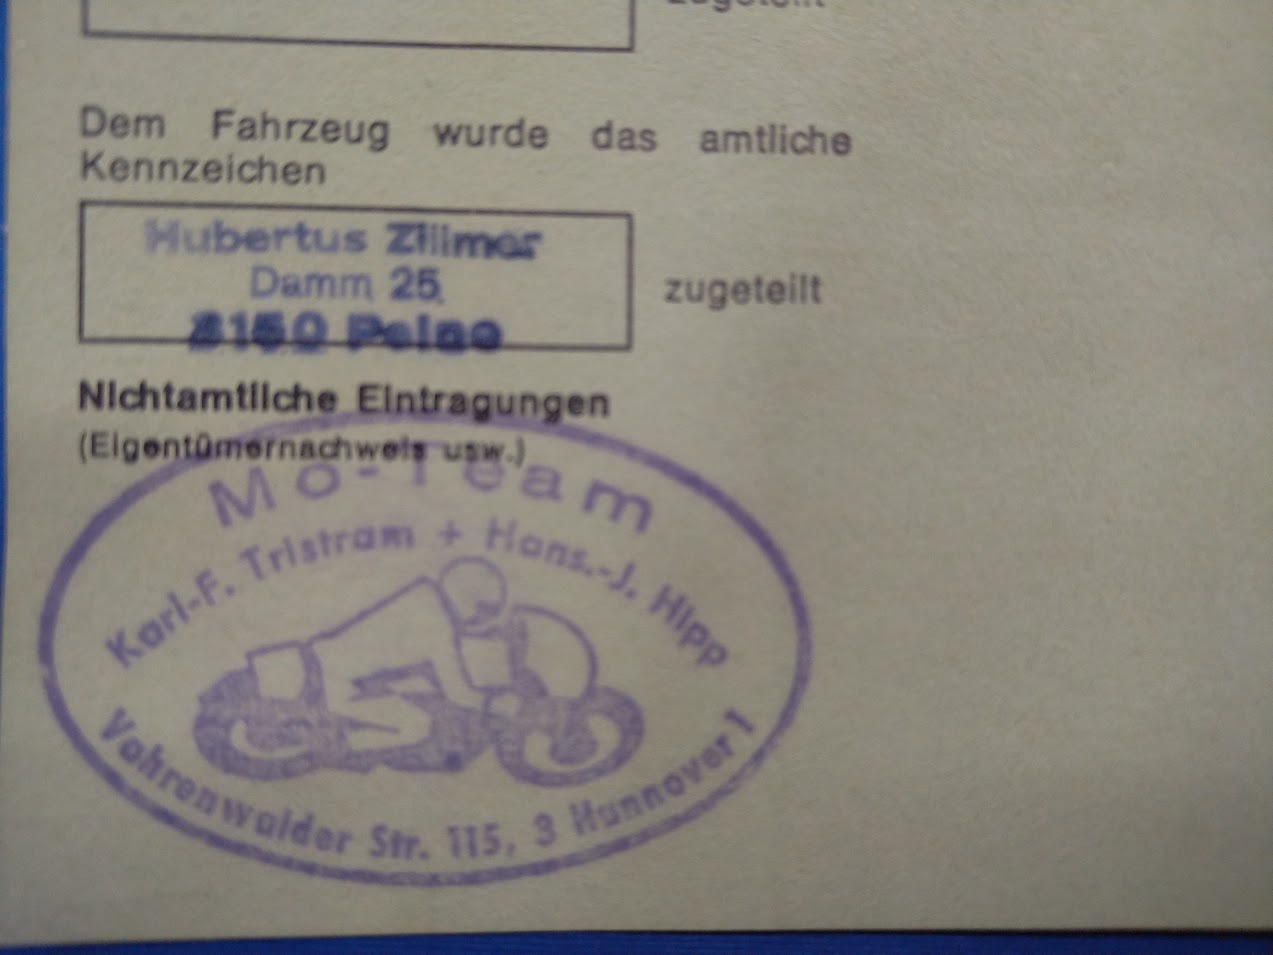 zugeteilt
Dem Fahrzeug wurde das amtliche
Kennzeichen
Hubertus Zillmer
Damm 25
3150 Peine
zugeteilt
Nichtamtliche Eintragungen
(Eigentümernachweis usw.)
Mo-Team
Karl-F. Tristram + Hans.-J. Hipp
Vahrenwalder Str. 115, 3 Hannover 1